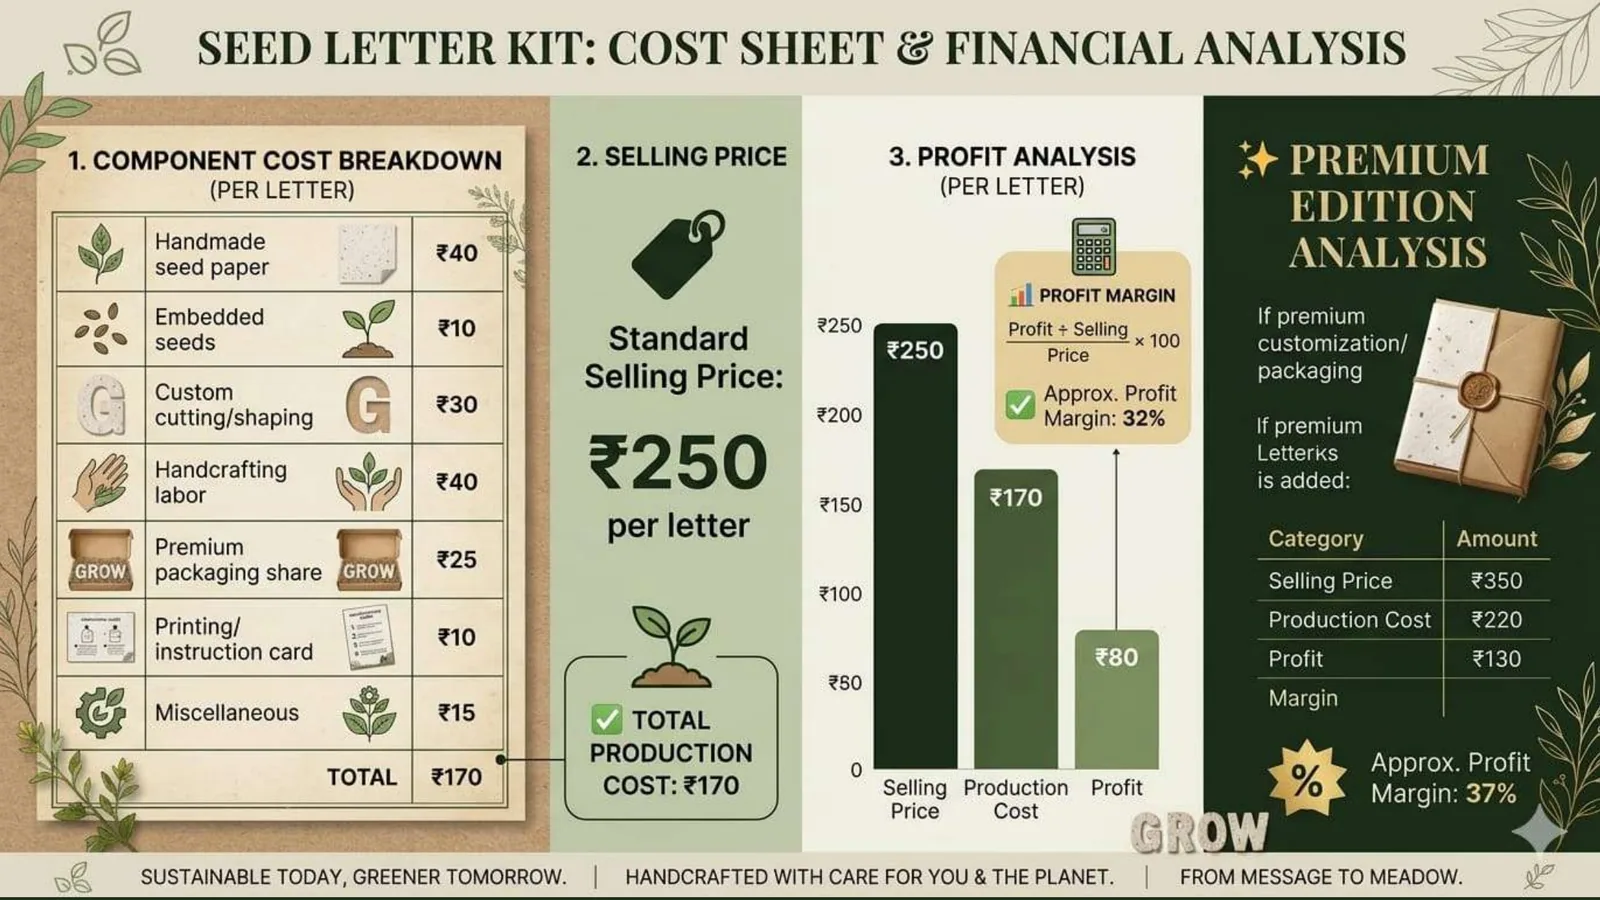 SEED LETTER KIT: COST SHEET & FINANCIAL ANALYSIS
1. COMPONENT COST BREAKDOWN
(PER LETTER)
Handmade
seed paper
₹40
Embedded
seeds
₹10
G
Custom
cutting/shaping
G
₹30
Handcrafting
labor
₹40
GROW
Premium
packaging share
GROW
₹25
Printing/
instruction card
₹10
Miscellaneous
₹15
TOTAL
₹170
2. SELLING PRICE
Standard
Selling Price:
₹250
per letter
✅ TOTAL
PRODUCTION
COST: ₹170
3. PROFIT ANALYSIS
(PER LETTER)
PROFIT MARGIN
Profit ÷ Selling
Price
× 100
✅ Approx. Profit
Margin: 32%
₹250
₹200
₹150
₹100
₹50
0
₹250
₹170
₹80
Selling
Price
Production
Cost
Profit
GROW
✨ PREMIUM
EDITION
ANALYSIS
If premium
customization/
packaging
If premium
Letterks
is added:
Category Amount
Selling Price ₹350
Production Cost ₹220
Profit ₹130
Margin
%
Approx. Profit
Margin: 37%
SUSTAINABLE TODAY, GREENER TOMORROW. | HANDCRAFTED WITH CARE FOR YOU & THE PLANET. | FROM MESSAGE TO MEADOW.